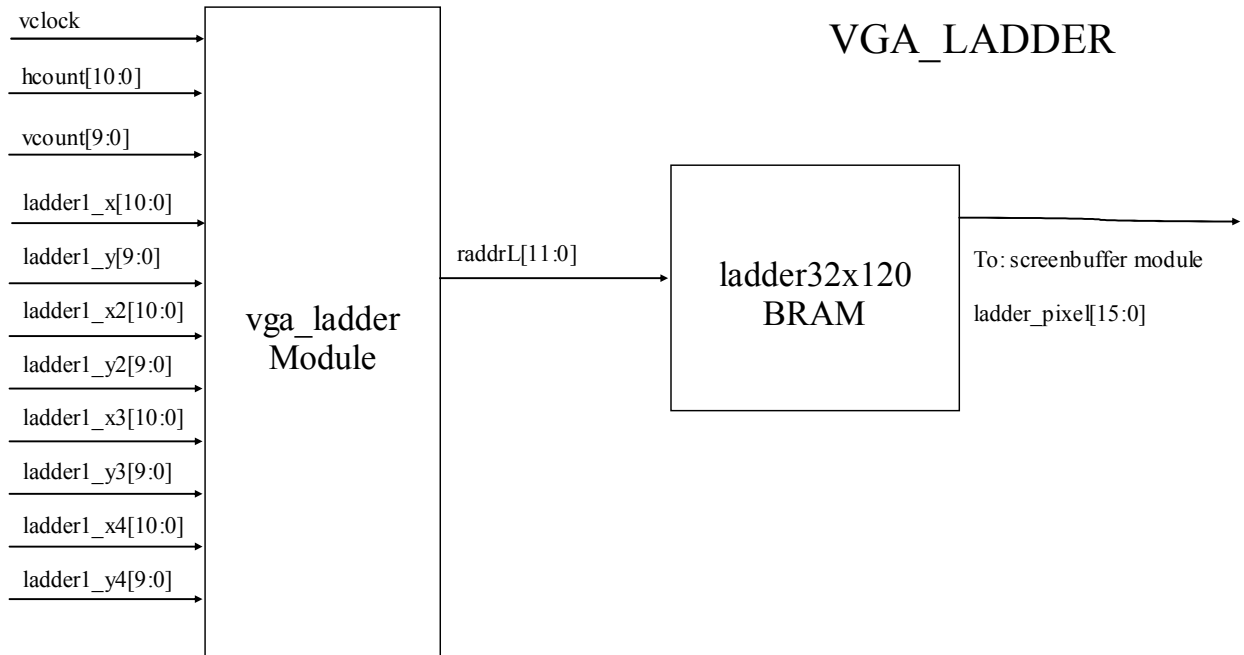 VGA_LADDER
vclock
hcount[10:0]
vcount[9:0]
ladder1_x[10:0]
ladder1_y[9:0]
ladder1_x2[10:0]
ladder1_y2[9:0]
ladder1_x3[10:0]
ladder1_y3[9:0]
ladder1_x4[10:0]
ladder1_y4[9:0]
vga_ladder
Module
raddrL[11:0]
ladder32x120
BRAM
To: screenbuffer module
ladder_pixel[15:0]